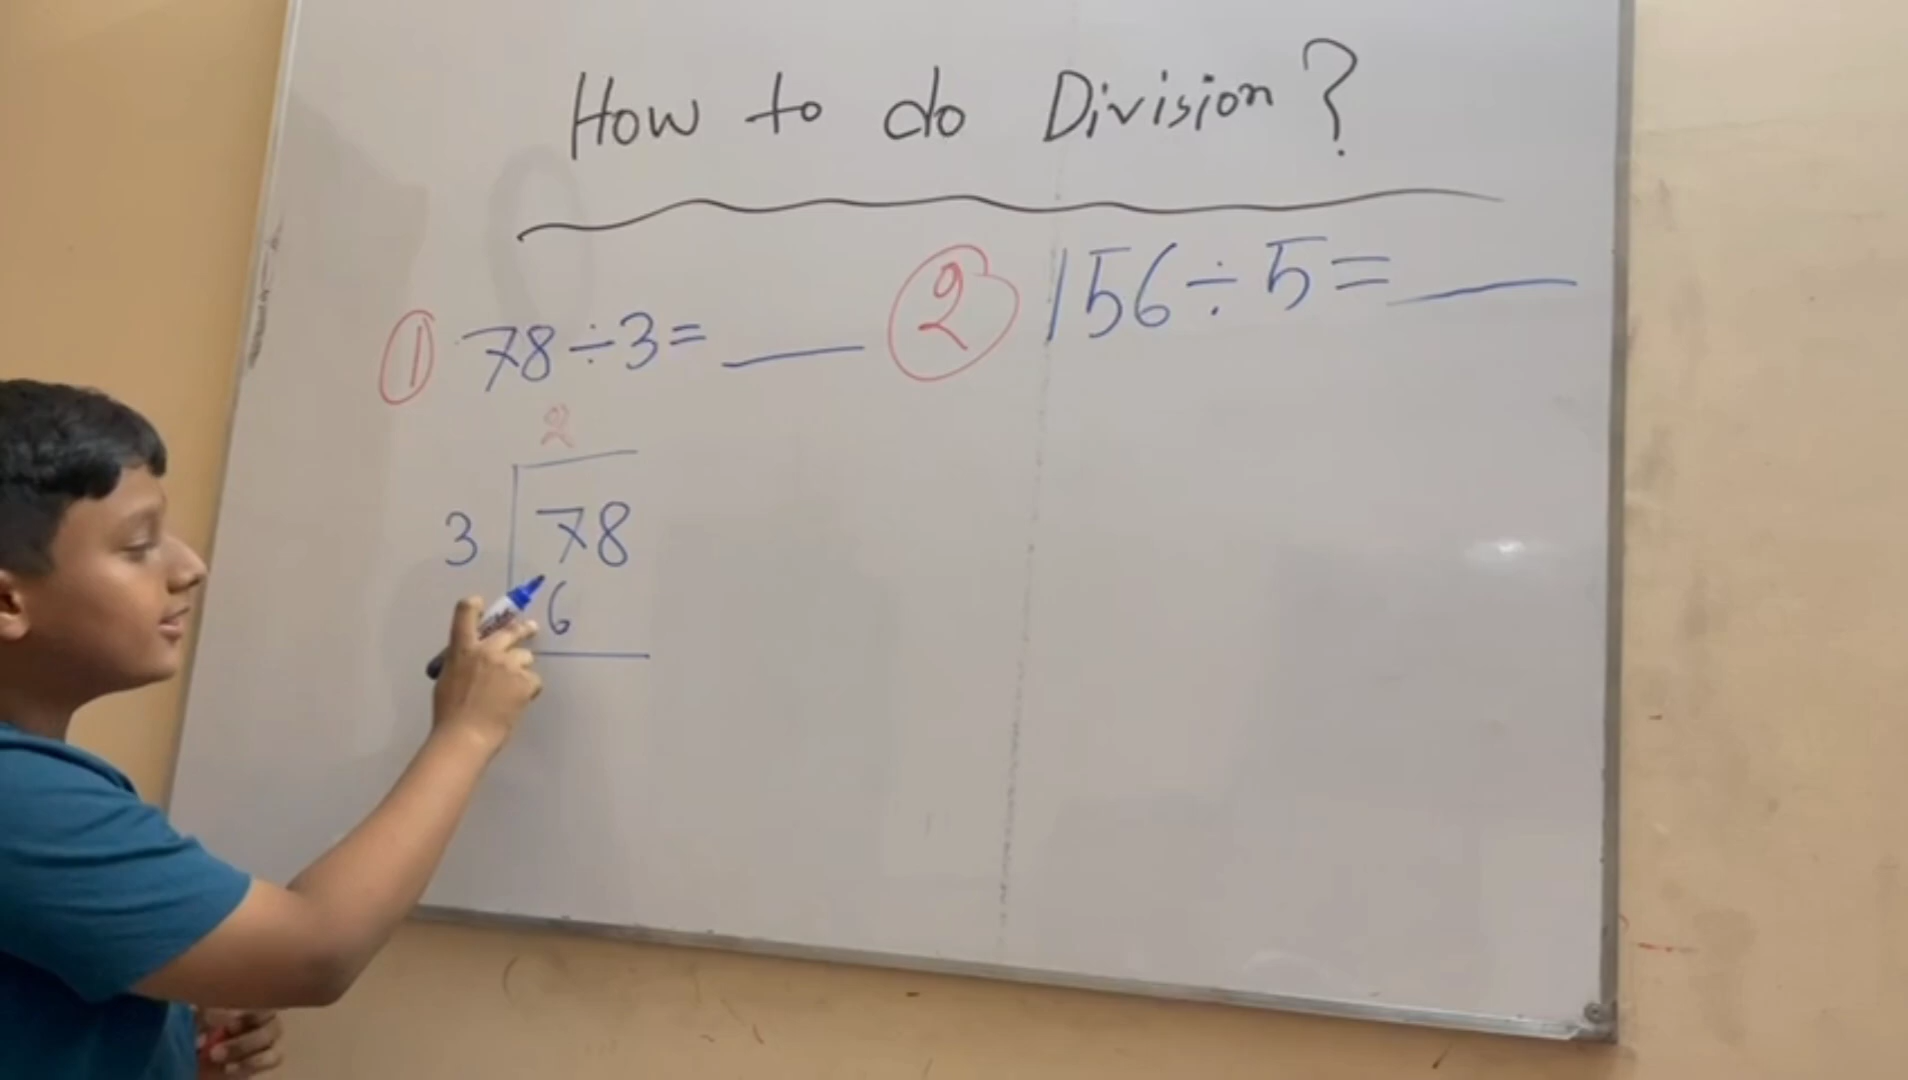 How to do Division?
① 78÷3= ___
2
3 78
6
② 156÷5= ___